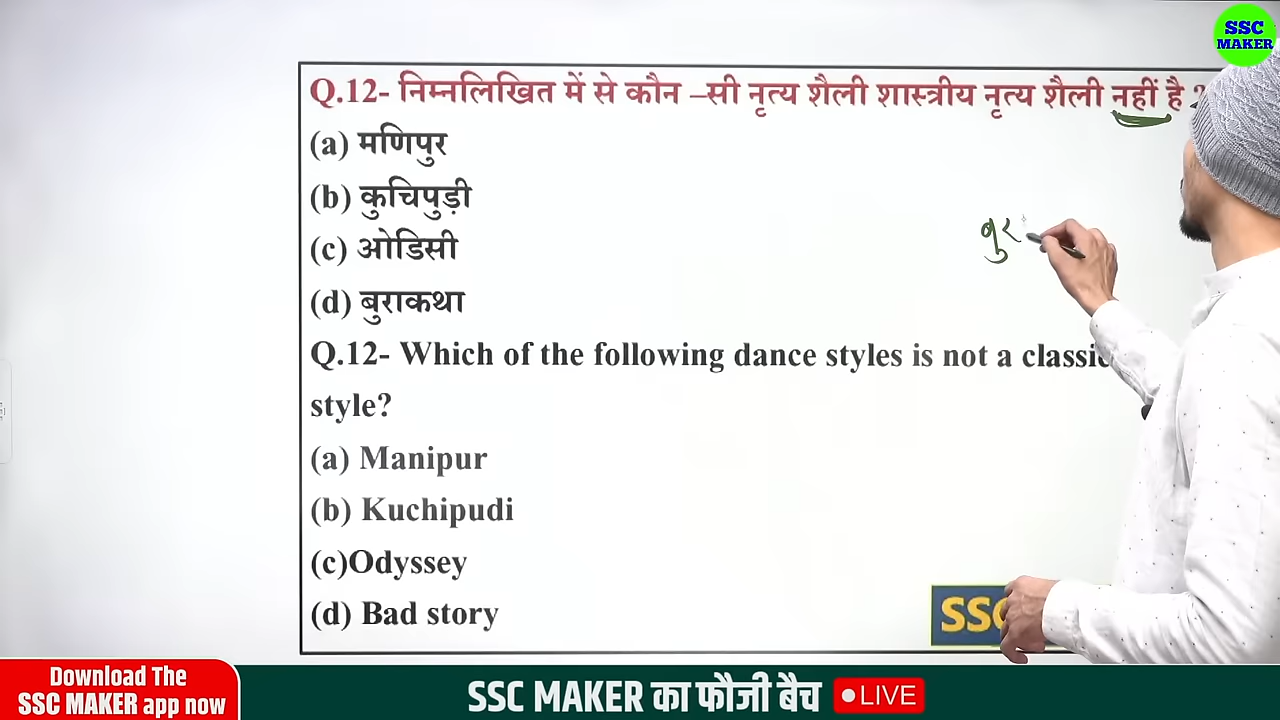 SSC
MAKER
Q.12- निम्नलिखित में से कौन –सी नृत्य शैली शास्त्रीय नृत्य शैली नहीं है ?
(a) मणिपुर
(b) कुचिपुड़ी
बुर
(c) ओडिसी
(d) बुराकथा
Q.12- Which of the following dance styles is not a classic
style?
(a) Manipur
(b) Kuchipudi
(c)Odyssey
(d) Bad story
SSC
Download The
SSC MAKER app now
SSC MAKER का फौजी बैच
LIVE